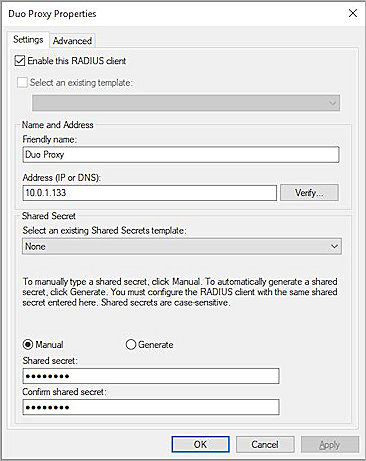 Duo Proxy Properties
Settings
Advanced
Enable this RADIUS client
Select an existing template:
Name and Address
Friendly name:
Duo Proxy
Address (IP or DNS):
10.0.1.133
Verify...
Shared Secret
Select an existing Shared Secrets template:
None
To manually type a shared secret, click Manual. To automatically generate a shared
secret, click Generate. You must configure the RADIUS client with the same shared
secret entered here. Shared secrets are case-sensitive.
Manual
Generate
Shared secret:
●●●●●●●●
Confirm shared secret:
●●●●●●●●
OK
Cancel
Apply